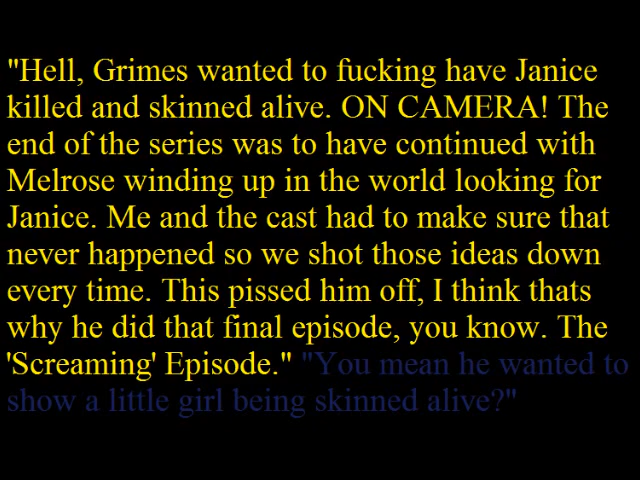 "Hell, Grimes wanted to fucking have Janice
killed and skinned alive. ON CAMERA! The
end of the series was to have continued with
Melrose winding up in the world looking for
Janice. Me and the cast had to make sure that
never happened so we shot those ideas down
every time. This pissed him off, I think thats
why he did that final episode, you know. The
'Screaming' Episode." "You mean he wanted to
show a little girl being skinned alive?"